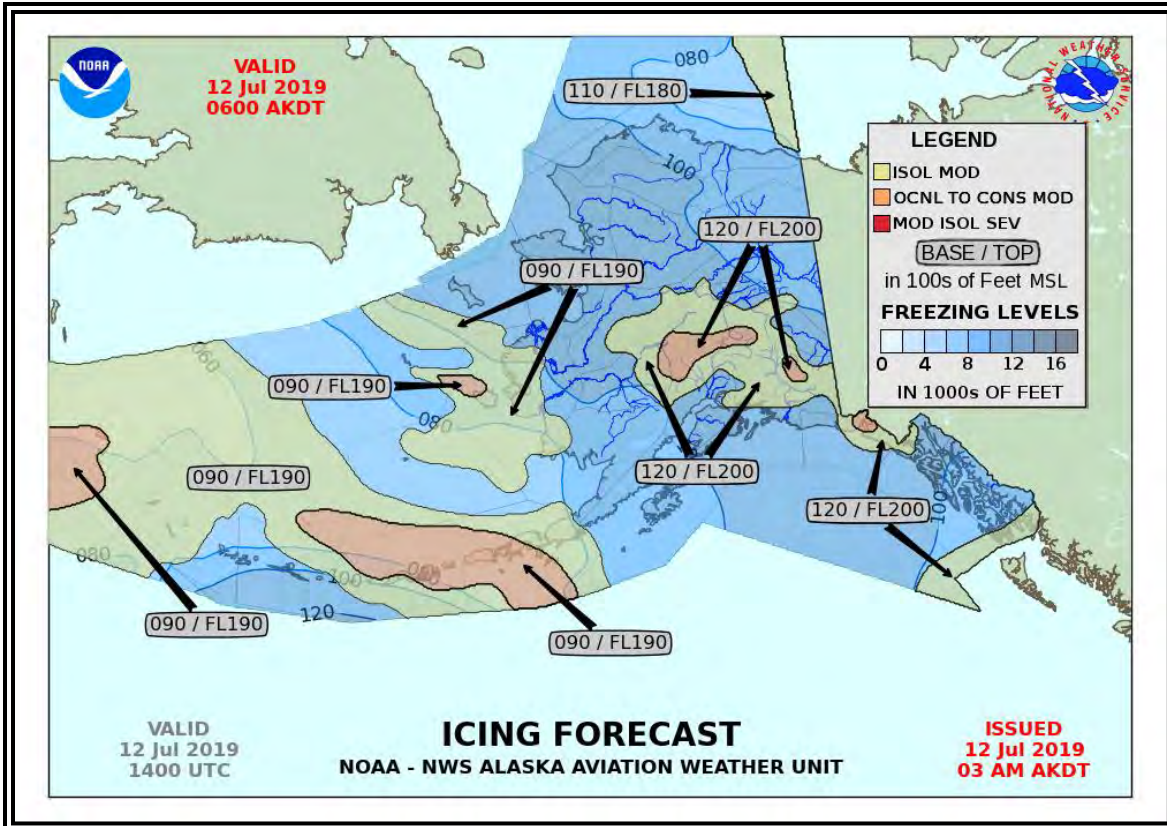 NOAA
VALID
12 Jul 2019
0600 AKDT
NATIONAL WEATHER SERVICE
080
110 / FL180
100
LEGEND
ISOL MOD
OCNL TO CONS MOD
MOD ISOL SEV
BASE / TOP
in 100s of Feet MSL
FREEZING LEVELS
0 4 8 12 16
IN 1000s OF FEET
120 / FL200
090 / FL190
060
090 / FL190
080
090 / FL190
120 / FL200
120 / FL200
100
080
100
120
090 / FL190
090 / FL190
VALID
12 Jul 2019
1400 UTC
ICING FORECAST
NOAA - NWS ALASKA AVIATION WEATHER UNIT
ISSUED
12 Jul 2019
03 AM AKDT